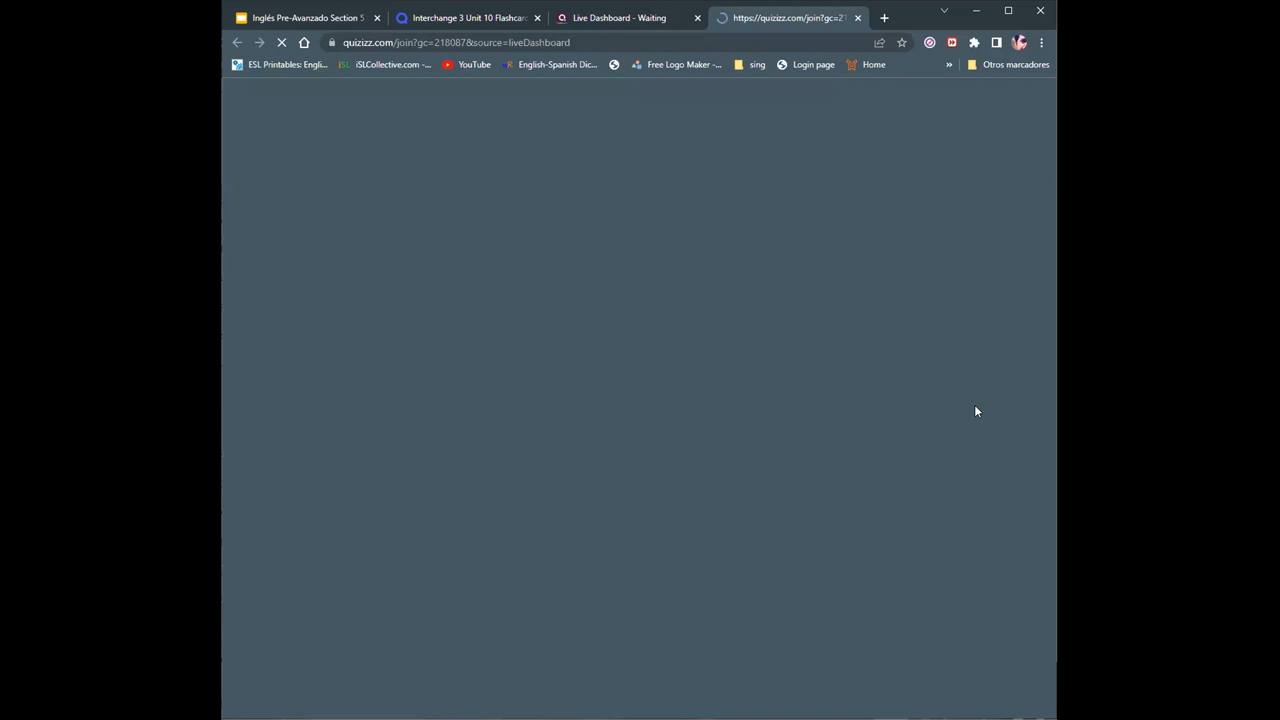 Inglés Pre-Avanzado Section 5
Interchange 3 Unit 10 Flashcard
Live Dashboard - Waiting
https://quizizz.com/join?gc=21
quizizz.com/join?gc=218087&source=liveDashboard
ESL Printables: Engli...
iSLCollective.com -...
YouTube
English-Spanish Dic...
Free Logo Maker -...
sing
Login page
Home
»
Otros marcadores